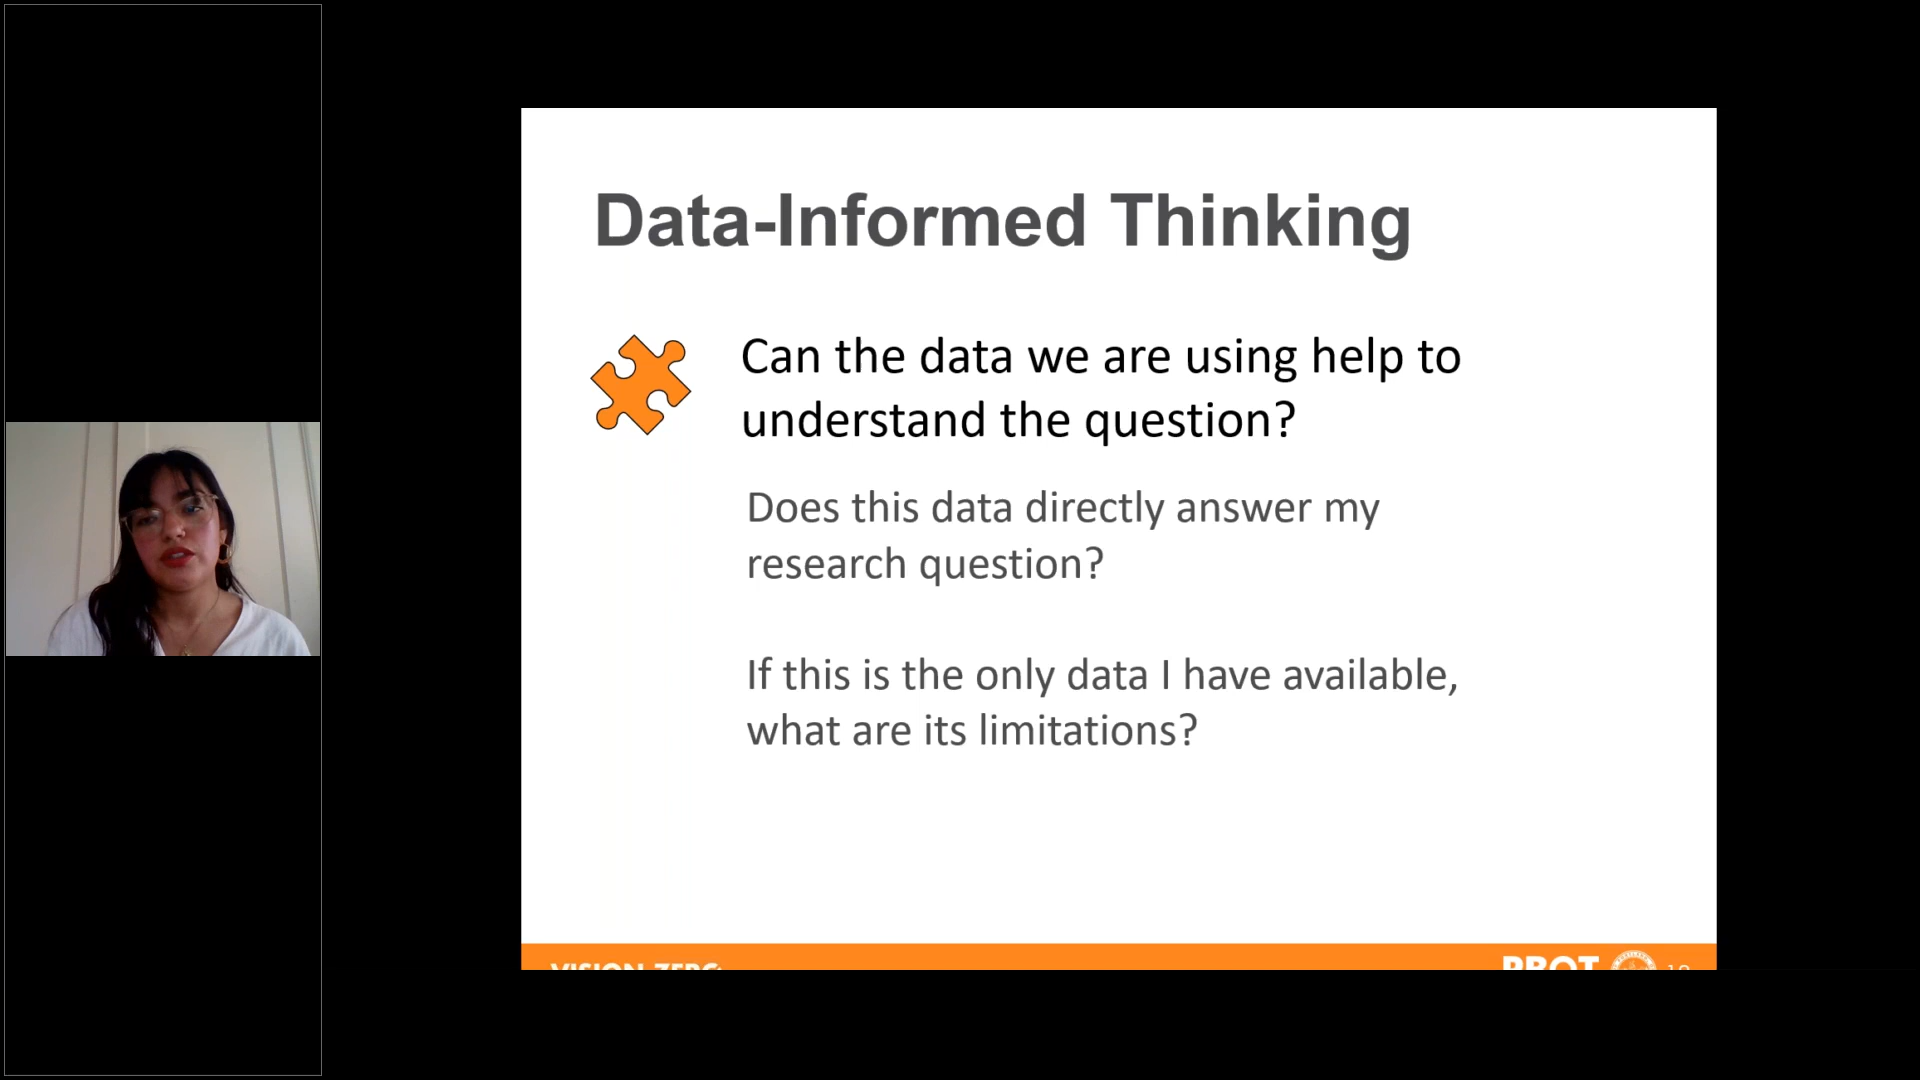 Data-Informed Thinking
Can the data we are using help to
understand the question?
Does this data directly answer my
research question?
If this is the only data I have available,
what are its limitations?
VISION ZERO
PBOT